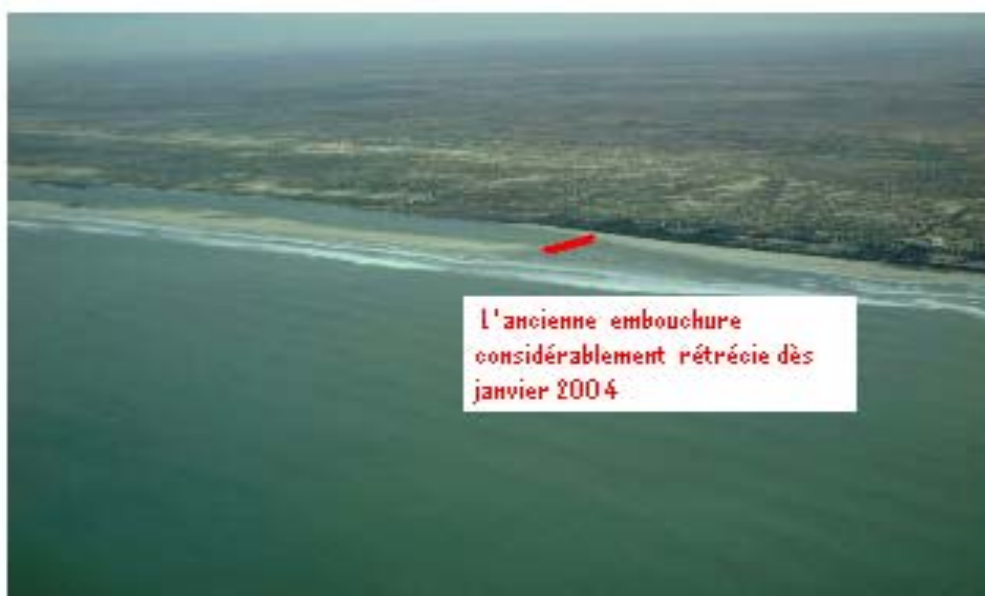 L'ancienne embouchure
considérablement rétrécie dès
janvier 2004